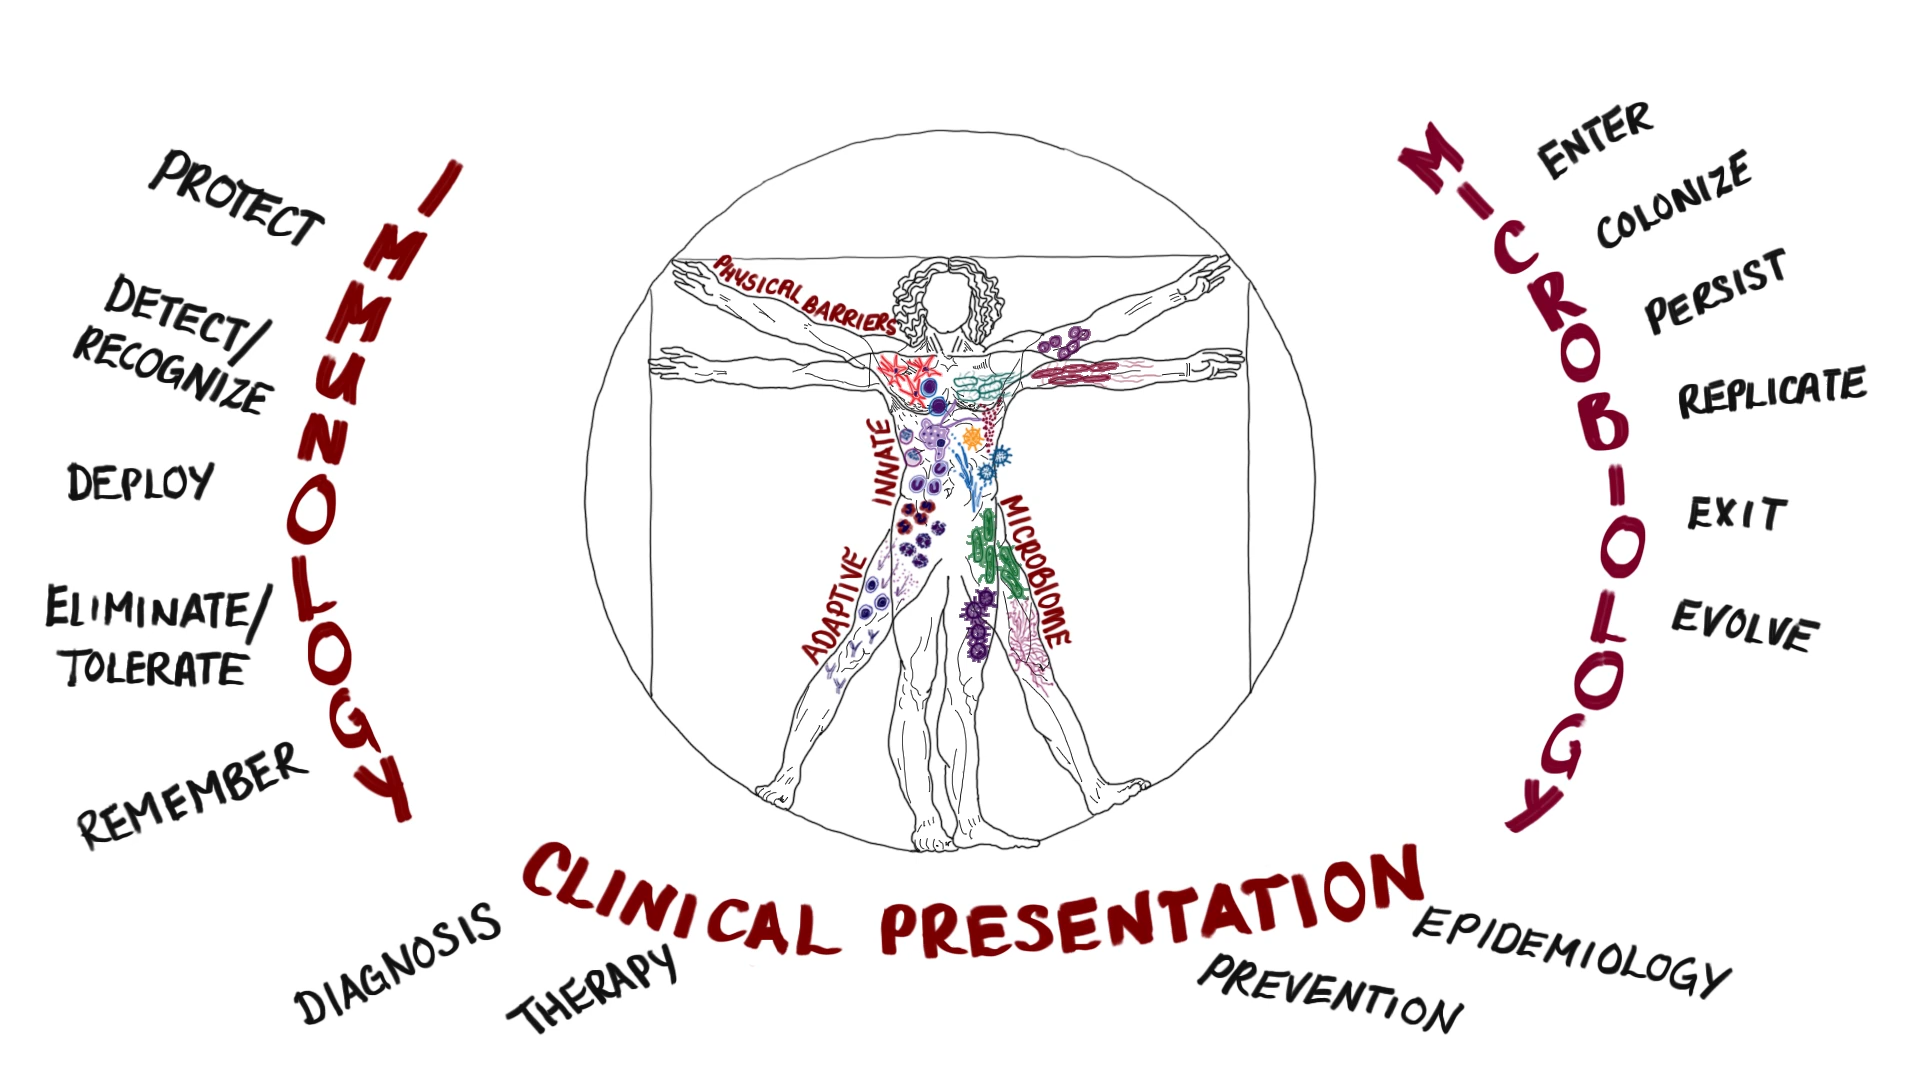 IMMUNOLOGY
PROTECT
DETECT/
RECOGNIZE
DEPLOY
ELIMINATE/
TOLERATE
REMEMBER
PHYSICAL BARRIERS
INNATE
ADAPTIVE
MICROBIOME
MICROBIOLOGY
ENTER
COLONIZE
PERSIST
REPLICATE
EXIT
EVOLVE
CLINICAL PRESENTATION
DIAGNOSIS
THERAPY
PREVENTION
EPIDEMIOLOGY